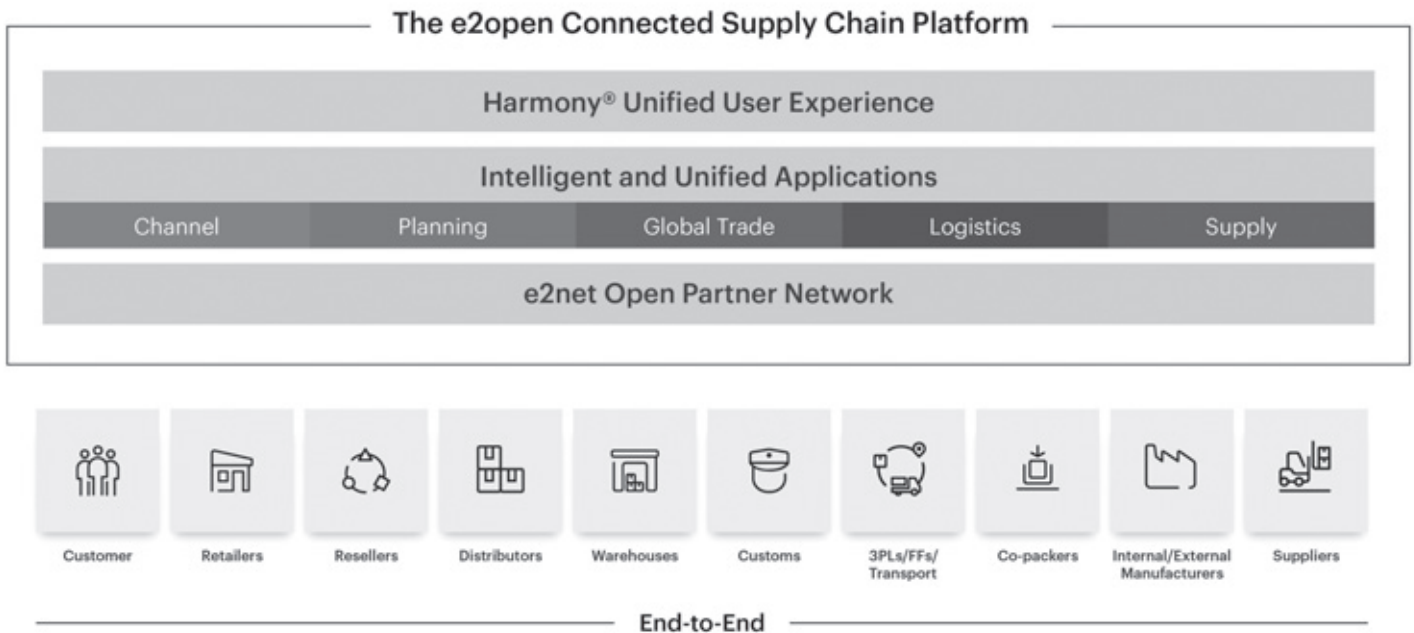 The e2open Connected Supply Chain Platform
Harmony® Unified User Experience
Intelligent and Unified Applications
Channel Planning Global Trade Logistics Supply
e2net Open Partner Network
Customer Retailers Resellers Distributors Warehouses Customs 3PLs/FFs/ Co-packers Internal/External Suppliers
Transport Manufacturers
End-to-End